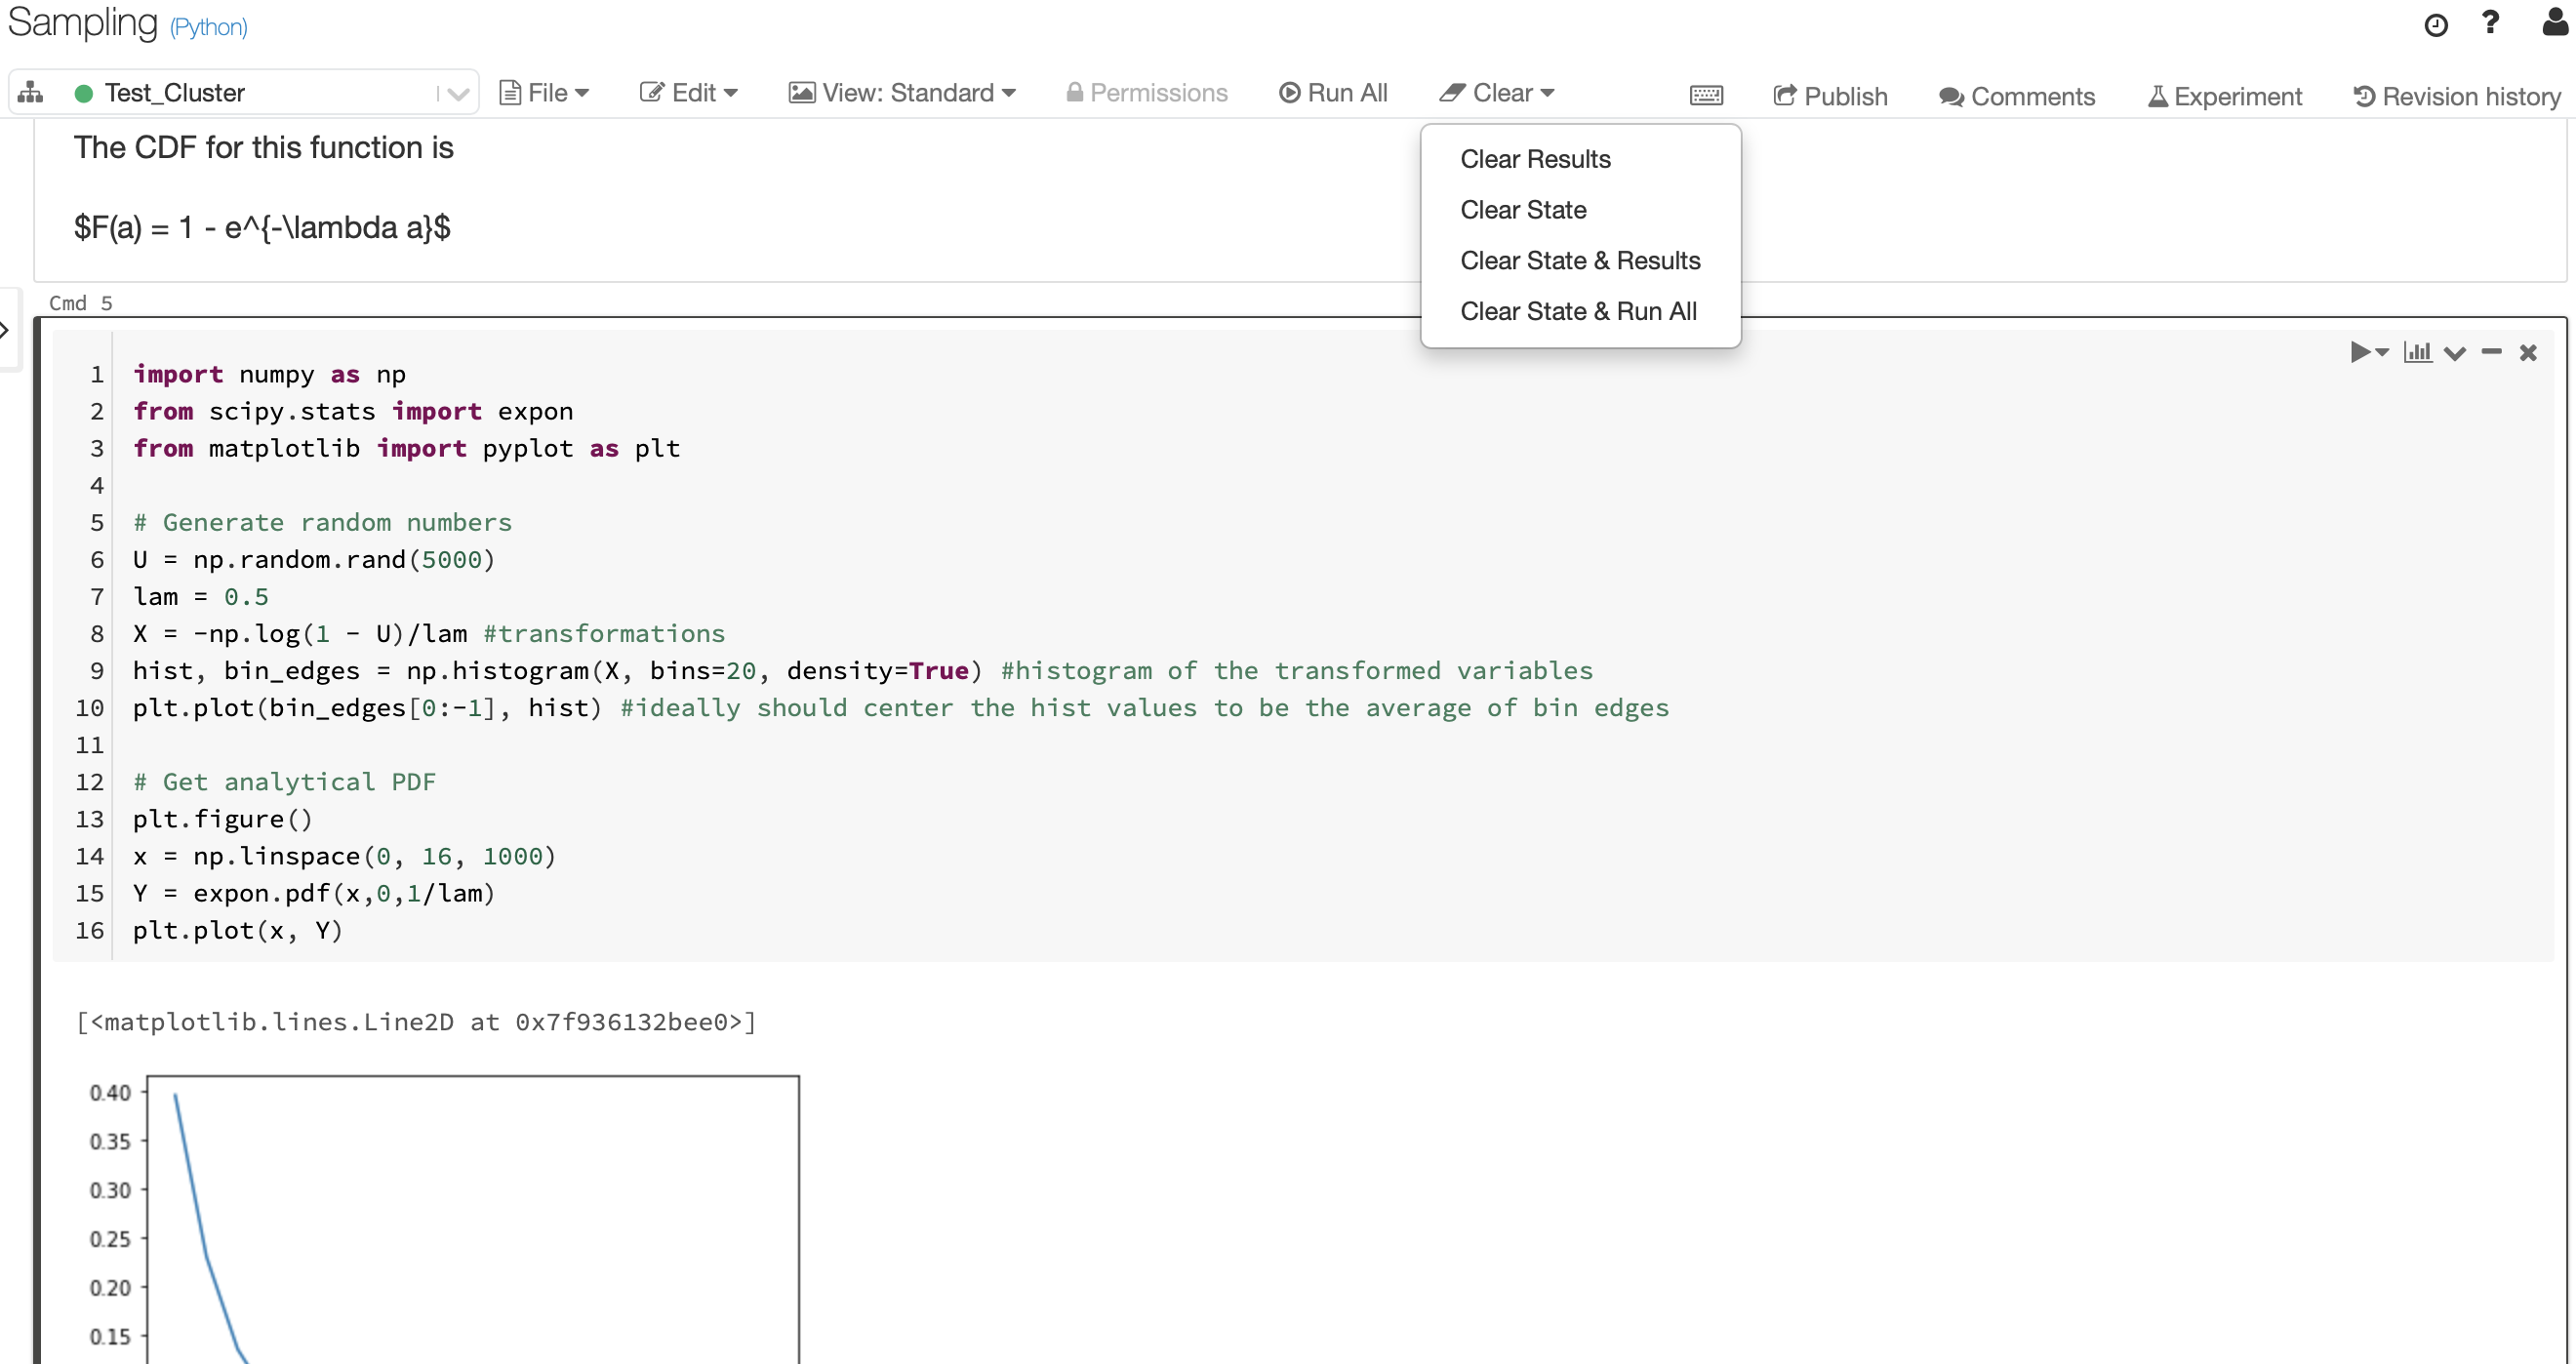 Sampling (Python)
Test_Cluster File Edit View: Standard Permissions Run All Clear Publish Comments Experiment Revision history
Clear Results
Clear State
Clear State & Results
Clear State & Run All
The CDF for this function is
$F(a) = 1 - e^{-\lambda a}$
Cmd 5
1 import numpy as np
2 from scipy.stats import expon
3 from matplotlib import pyplot as plt
4
5 # Generate random numbers
6 U = np.random.rand(5000)
7 lam = 0.5
8 X = -np.log(1 - U)/lam #transformations
9 hist, bin_edges = np.histogram(X, bins=20, density=True) #histogram of the transformed variables
10 plt.plot(bin_edges[0:-1], hist) #ideally should center the hist values to be the average of bin edges
11
12 # Get analytical PDF
13 plt.figure()
14 x = np.linspace(0, 16, 1000)
15 Y = expon.pdf(x,0,1/lam)
16 plt.plot(x, Y)
[<matplotlib.lines.Line2D at 0x7f936132bee0>]
0.40
0.35
0.30
0.25
0.20
0.15